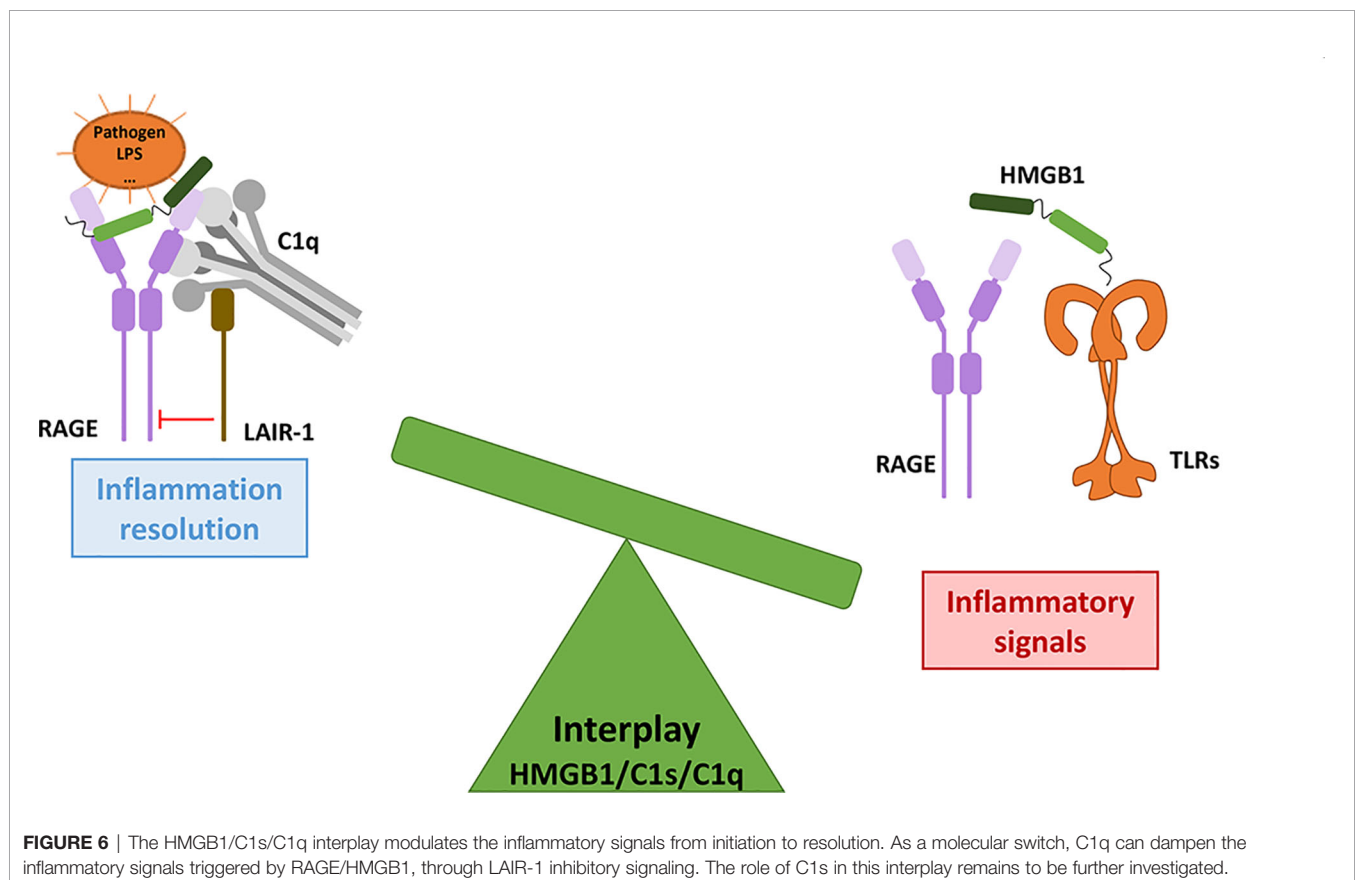 Pathogen
LPS
...
C1q
RAGE
LAIR-1
Inflammation
resolution
HMGB1
RAGE
TLRs
Inflammatory
signals
Interplay
HMGB1/C1s/C1q
FIGURE 6 | The HMGB1/C1s/C1q interplay modulates the inflammatory signals from initiation to resolution. As a molecular switch, C1q can dampen the
inflammatory signals triggered by RAGE/HMGB1, through LAIR-1 inhibitory signaling. The role of C1s in this interplay remains to be further investigated.